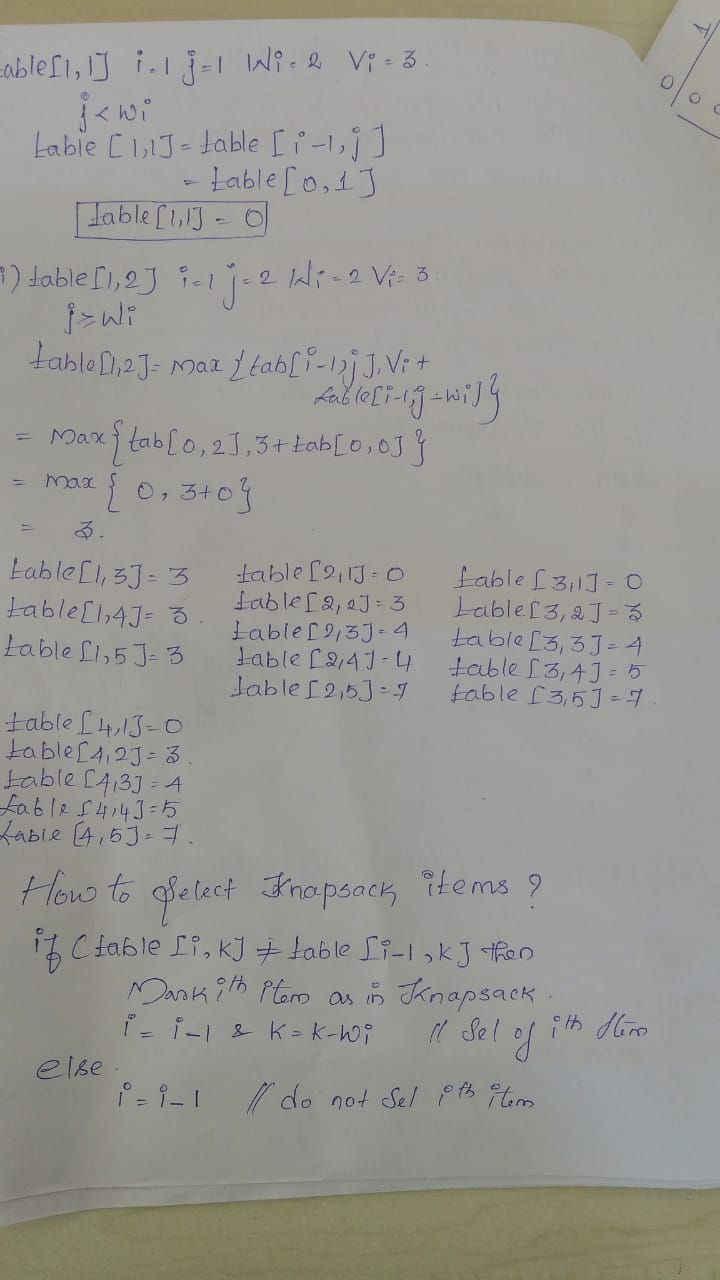 table[1,1] i=1 j=1 Wi=2 Vi=3.
j<wi
table [1,1]= table [i-1,j]
= table[0,1]
table[1,1] = 0
i) table[1,2] i=1 j=2 Wi=2 Vi=3
j>=Wi
table[1,2]= max {tab[i-1,j], Vi +
table[i-1,j-wi]}
= Max{tab[0,2],3+tab[0,0]}
= max { 0, 3+0}
= 3.
table[1,3]= 3 table[2,1]=0 table[3,1]=0
table[1,4]= 3. table[2,2]=3 table[3,2]=3
table[1,5]=3 table[2,3]=4 table[3,3]=4
table[2,4]=4 table[3,4]=5
table[2,5]=7 table [3,5]=7.
table[4,1]=0
table[4,2]=3.
table[4,3]=4
table[4,4]=5
table [4,5]=7.
How to Select Knapsack items ?
if (table [i,k] ≠ table [i-1,k] then
Mark ith item as in Knapsack.
i = i-1 & K=K-Wi // Sel of ith Item
else.
i = i-1 // do not Sel ith item
1
0 0 0